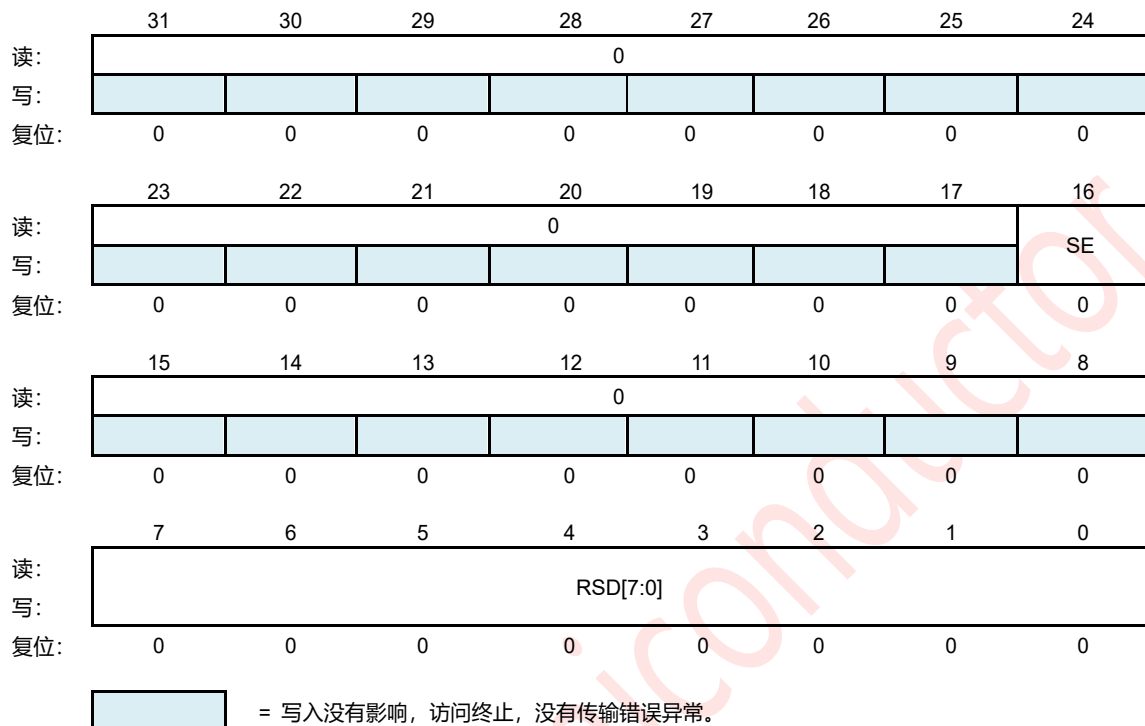 31 30 29 28 27 26 25 24
读: 0
写:
复位: 0 0 0 0 0 0 0 0
23 22 21 20 19 18 17 16
读: 0 SE
写:
复位: 0 0 0 0 0 0 0 0
15 14 13 12 11 10 9 8
读: 0
写:
复位: 0 0 0 0 0 0 0 0
7 6 5 4 3 2 1 0
读: RSD[7:0]
写:
复位: 0 0 0 0 0 0 0 0
= 写入没有影响，访问终止，没有传输错误异常。
iconductor